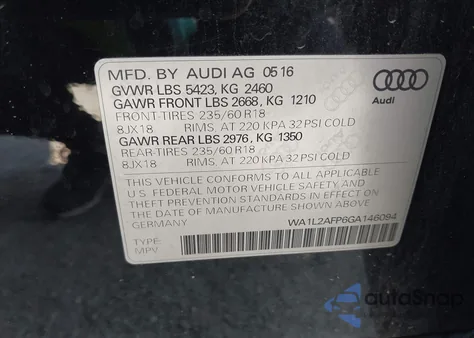 MFD. BY AUDI AG 05 16
GVWR LBS 5423, KG 2460
GAWR FRONT LBS 2668, KG 1210
FRONT-TIRES 235/60 R18
8JX18 RIMS, AT 220 KPA 32 PSI COLD
GAWR REAR LBS 2976, KG 1350
REAR-TIRES 235/60 R18
8JX18 RIMS, AT 220 KPA 32 PSI COLD
THIS VEHICLE CONFORMS TO ALL APPLICABLE
U.S. FEDERAL MOTOR VEHICLE SAFETY AND
THEFT PREVENTION STANDARDS IN EFFECT ON
THE DATE OF MANUFACTURE SHOWN ABOVE.
WA1L2AFP6GA146094
TYPE:
MPV
Audi
autoSnap